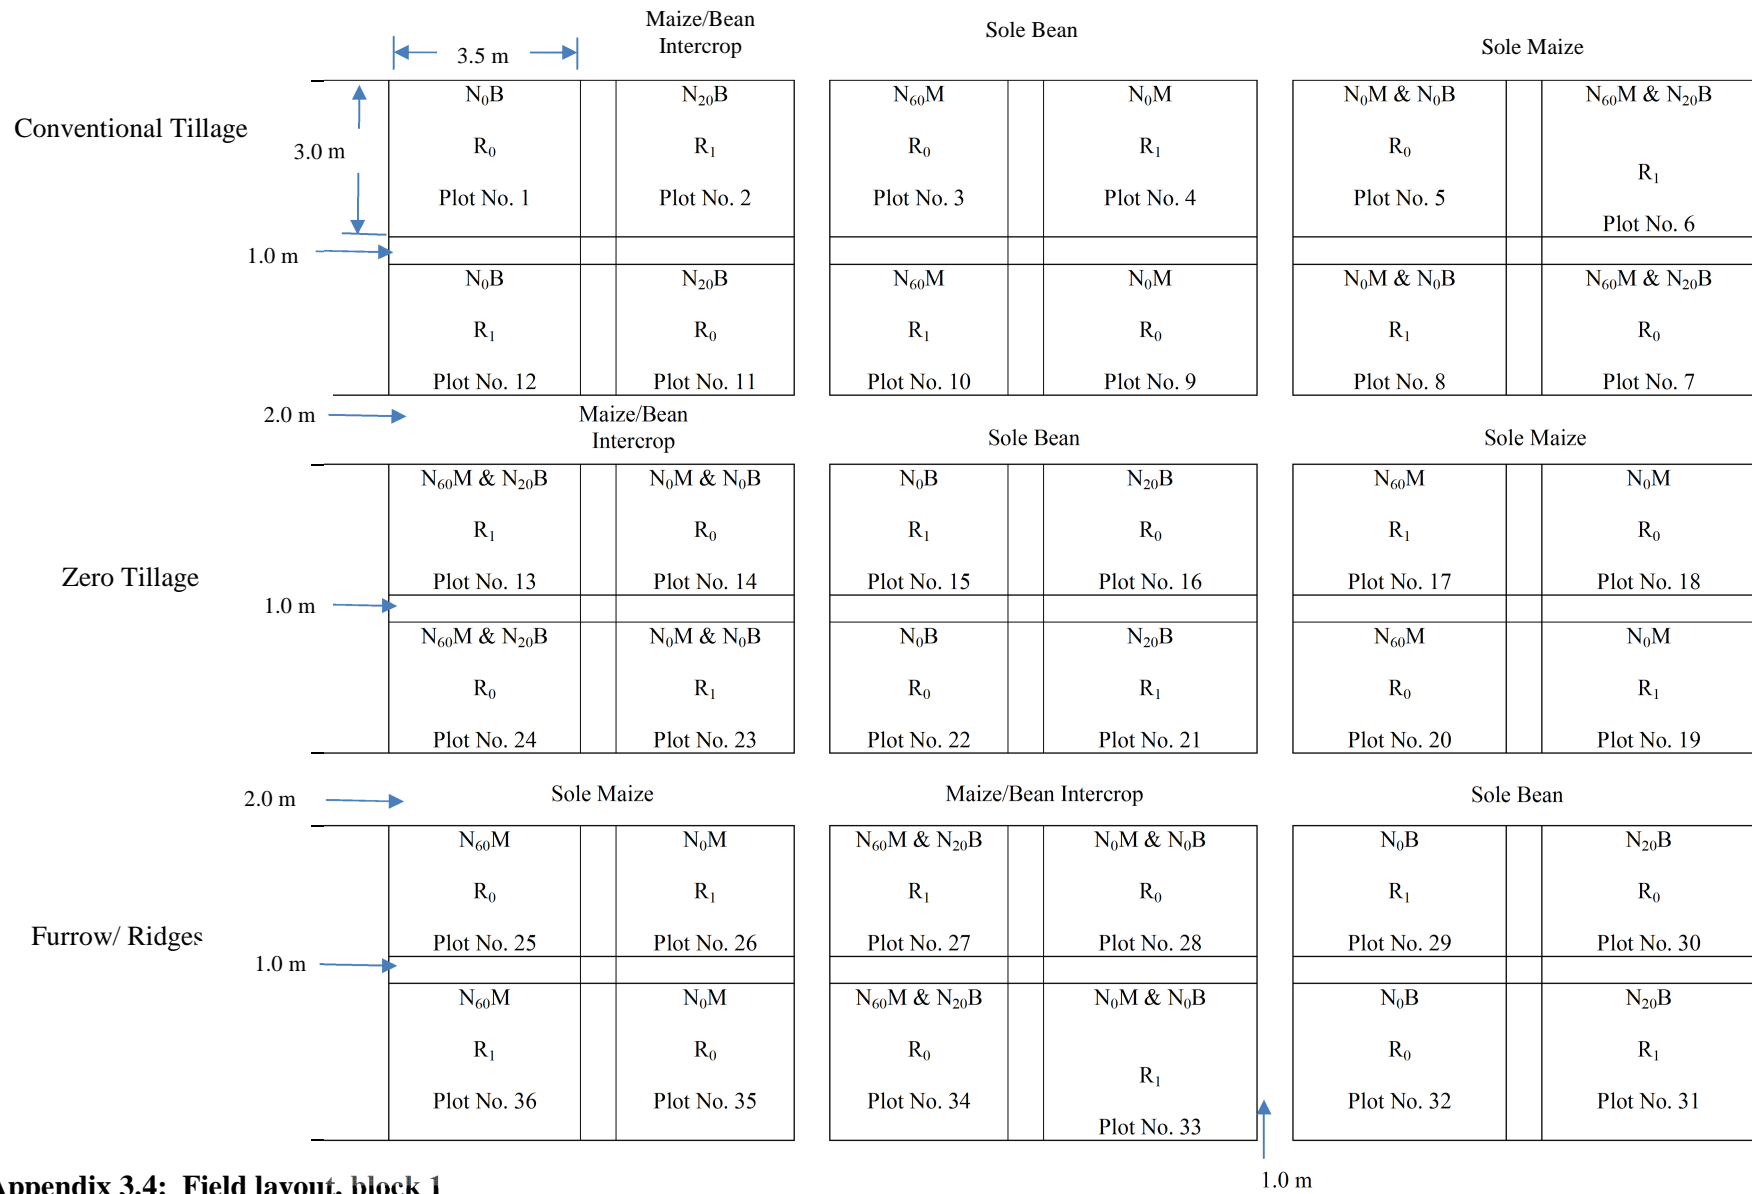 Maize/Bean
Intercrop
Sole Bean
Sole Maize
3.5 m
Conventional Tillage
3.0 m
N₀B
R₀
Plot No. 1
N₂₀B
R₁
Plot No. 2
N₆₀M
R₀
Plot No. 3
N₀M
R₁
Plot No. 4
N₀M & N₀B
R₀
Plot No. 5
N₆₀M & N₂₀B
R₁
Plot No. 6
1.0 m
N₀B
R₁
Plot No. 12
N₂₀B
R₀
Plot No. 11
N₆₀M
R₁
Plot No. 10
N₀M
R₀
Plot No. 9
N₀M & N₀B
R₁
Plot No. 8
N₆₀M & N₂₀B
R₀
Plot No. 7
2.0 m
Maize/Bean
Intercrop
Sole Bean
Sole Maize
Zero Tillage
N₆₀M & N₂₀B
R₁
Plot No. 13
N₀M & N₀B
R₀
Plot No. 14
N₀B
R₁
Plot No. 15
N₂₀B
R₀
Plot No. 16
N₆₀M
R₁
Plot No. 17
N₀M
R₀
Plot No. 18
1.0 m
N₆₀M & N₂₀B
R₀
Plot No. 24
N₀M & N₀B
R₁
Plot No. 23
N₀B
R₀
Plot No. 22
N₂₀B
R₁
Plot No. 21
N₆₀M
R₀
Plot No. 20
N₀M
R₁
Plot No. 19
2.0 m
Sole Maize
Maize/Bean Intercrop
Sole Bean
Furrow/ Ridges
N₆₀M
R₀
Plot No. 25
N₀M
R₁
Plot No. 26
N₆₀M & N₂₀B
R₁
Plot No. 27
N₀M & N₀B
R₀
Plot No. 28
N₀B
R₁
Plot No. 29
N₂₀B
R₀
Plot No. 30
1.0 m
N₆₀M
R₁
Plot No. 36
N₀M
R₀
Plot No. 35
N₆₀M & N₂₀B
R₀
Plot No. 34
N₀M & N₀B
R₁
Plot No. 33
N₀B
R₀
Plot No. 32
N₂₀B
R₁
Plot No. 31
1.0 m
Appendix 3.4: Field layout, block 1